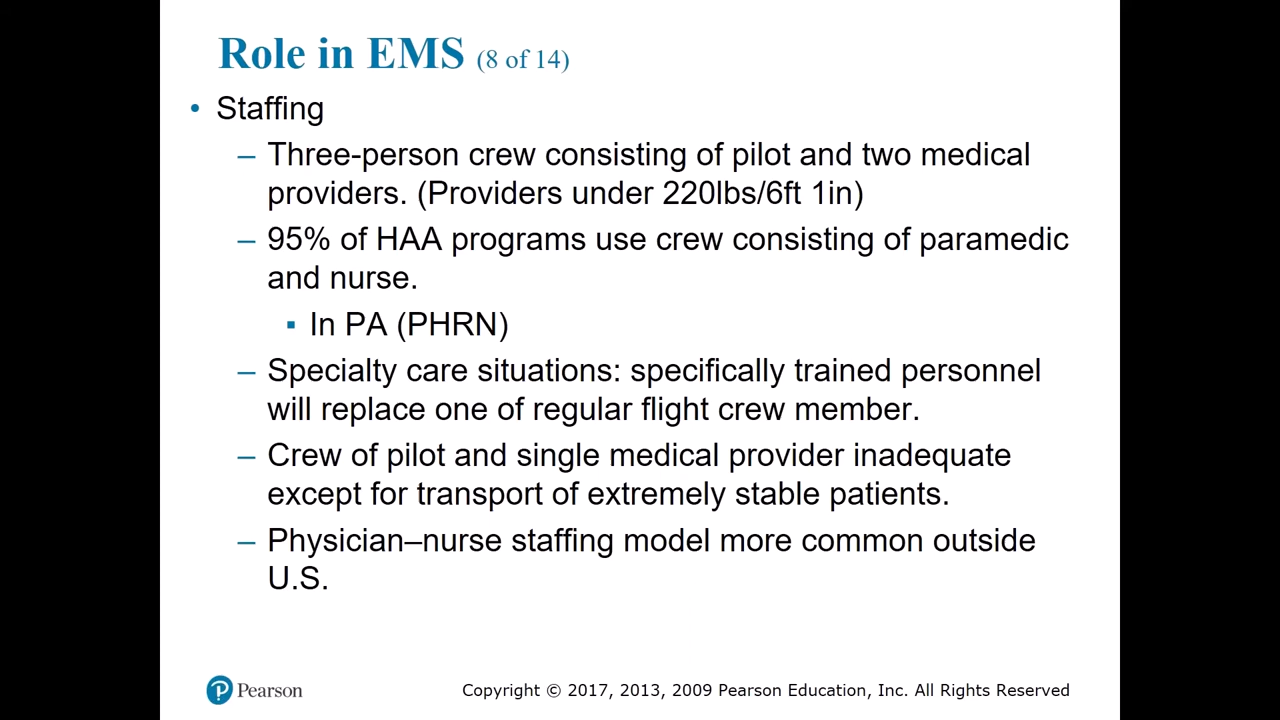 Role in EMS (8 of 14)
• Staffing
– Three-person crew consisting of pilot and two medical
providers. (Providers under 220lbs/6ft 1in)
– 95% of HAA programs use crew consisting of paramedic
and nurse.
▪ In PA (PHRN)
– Specialty care situations: specifically trained personnel
will replace one of regular flight crew member.
– Crew of pilot and single medical provider inadequate
except for transport of extremely stable patients.
– Physician–nurse staffing model more common outside
U.S.
P Pearson
Copyright © 2017, 2013, 2009 Pearson Education, Inc. All Rights Reserved